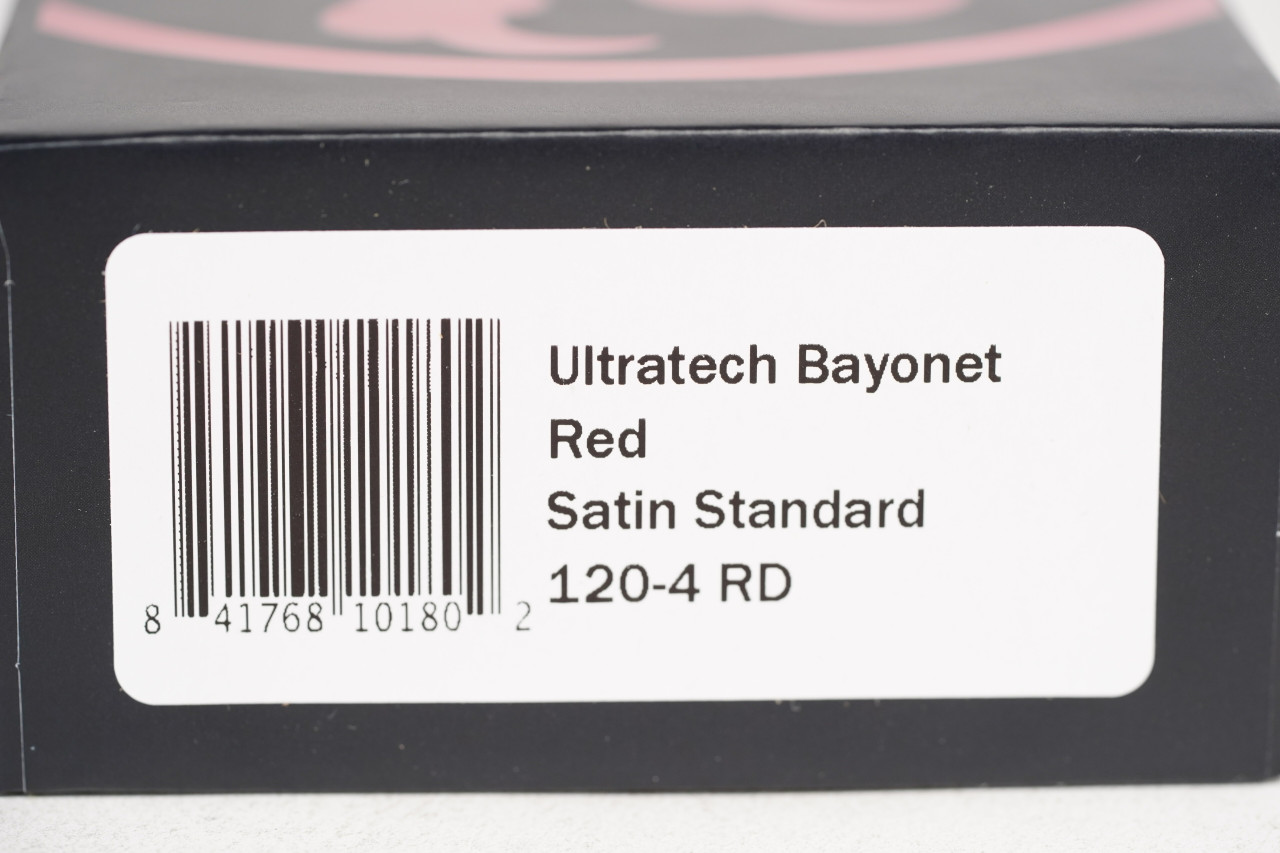 Ultratech Bayonet
Red
Satin Standard
120-4 RD
8 41768 10180 2